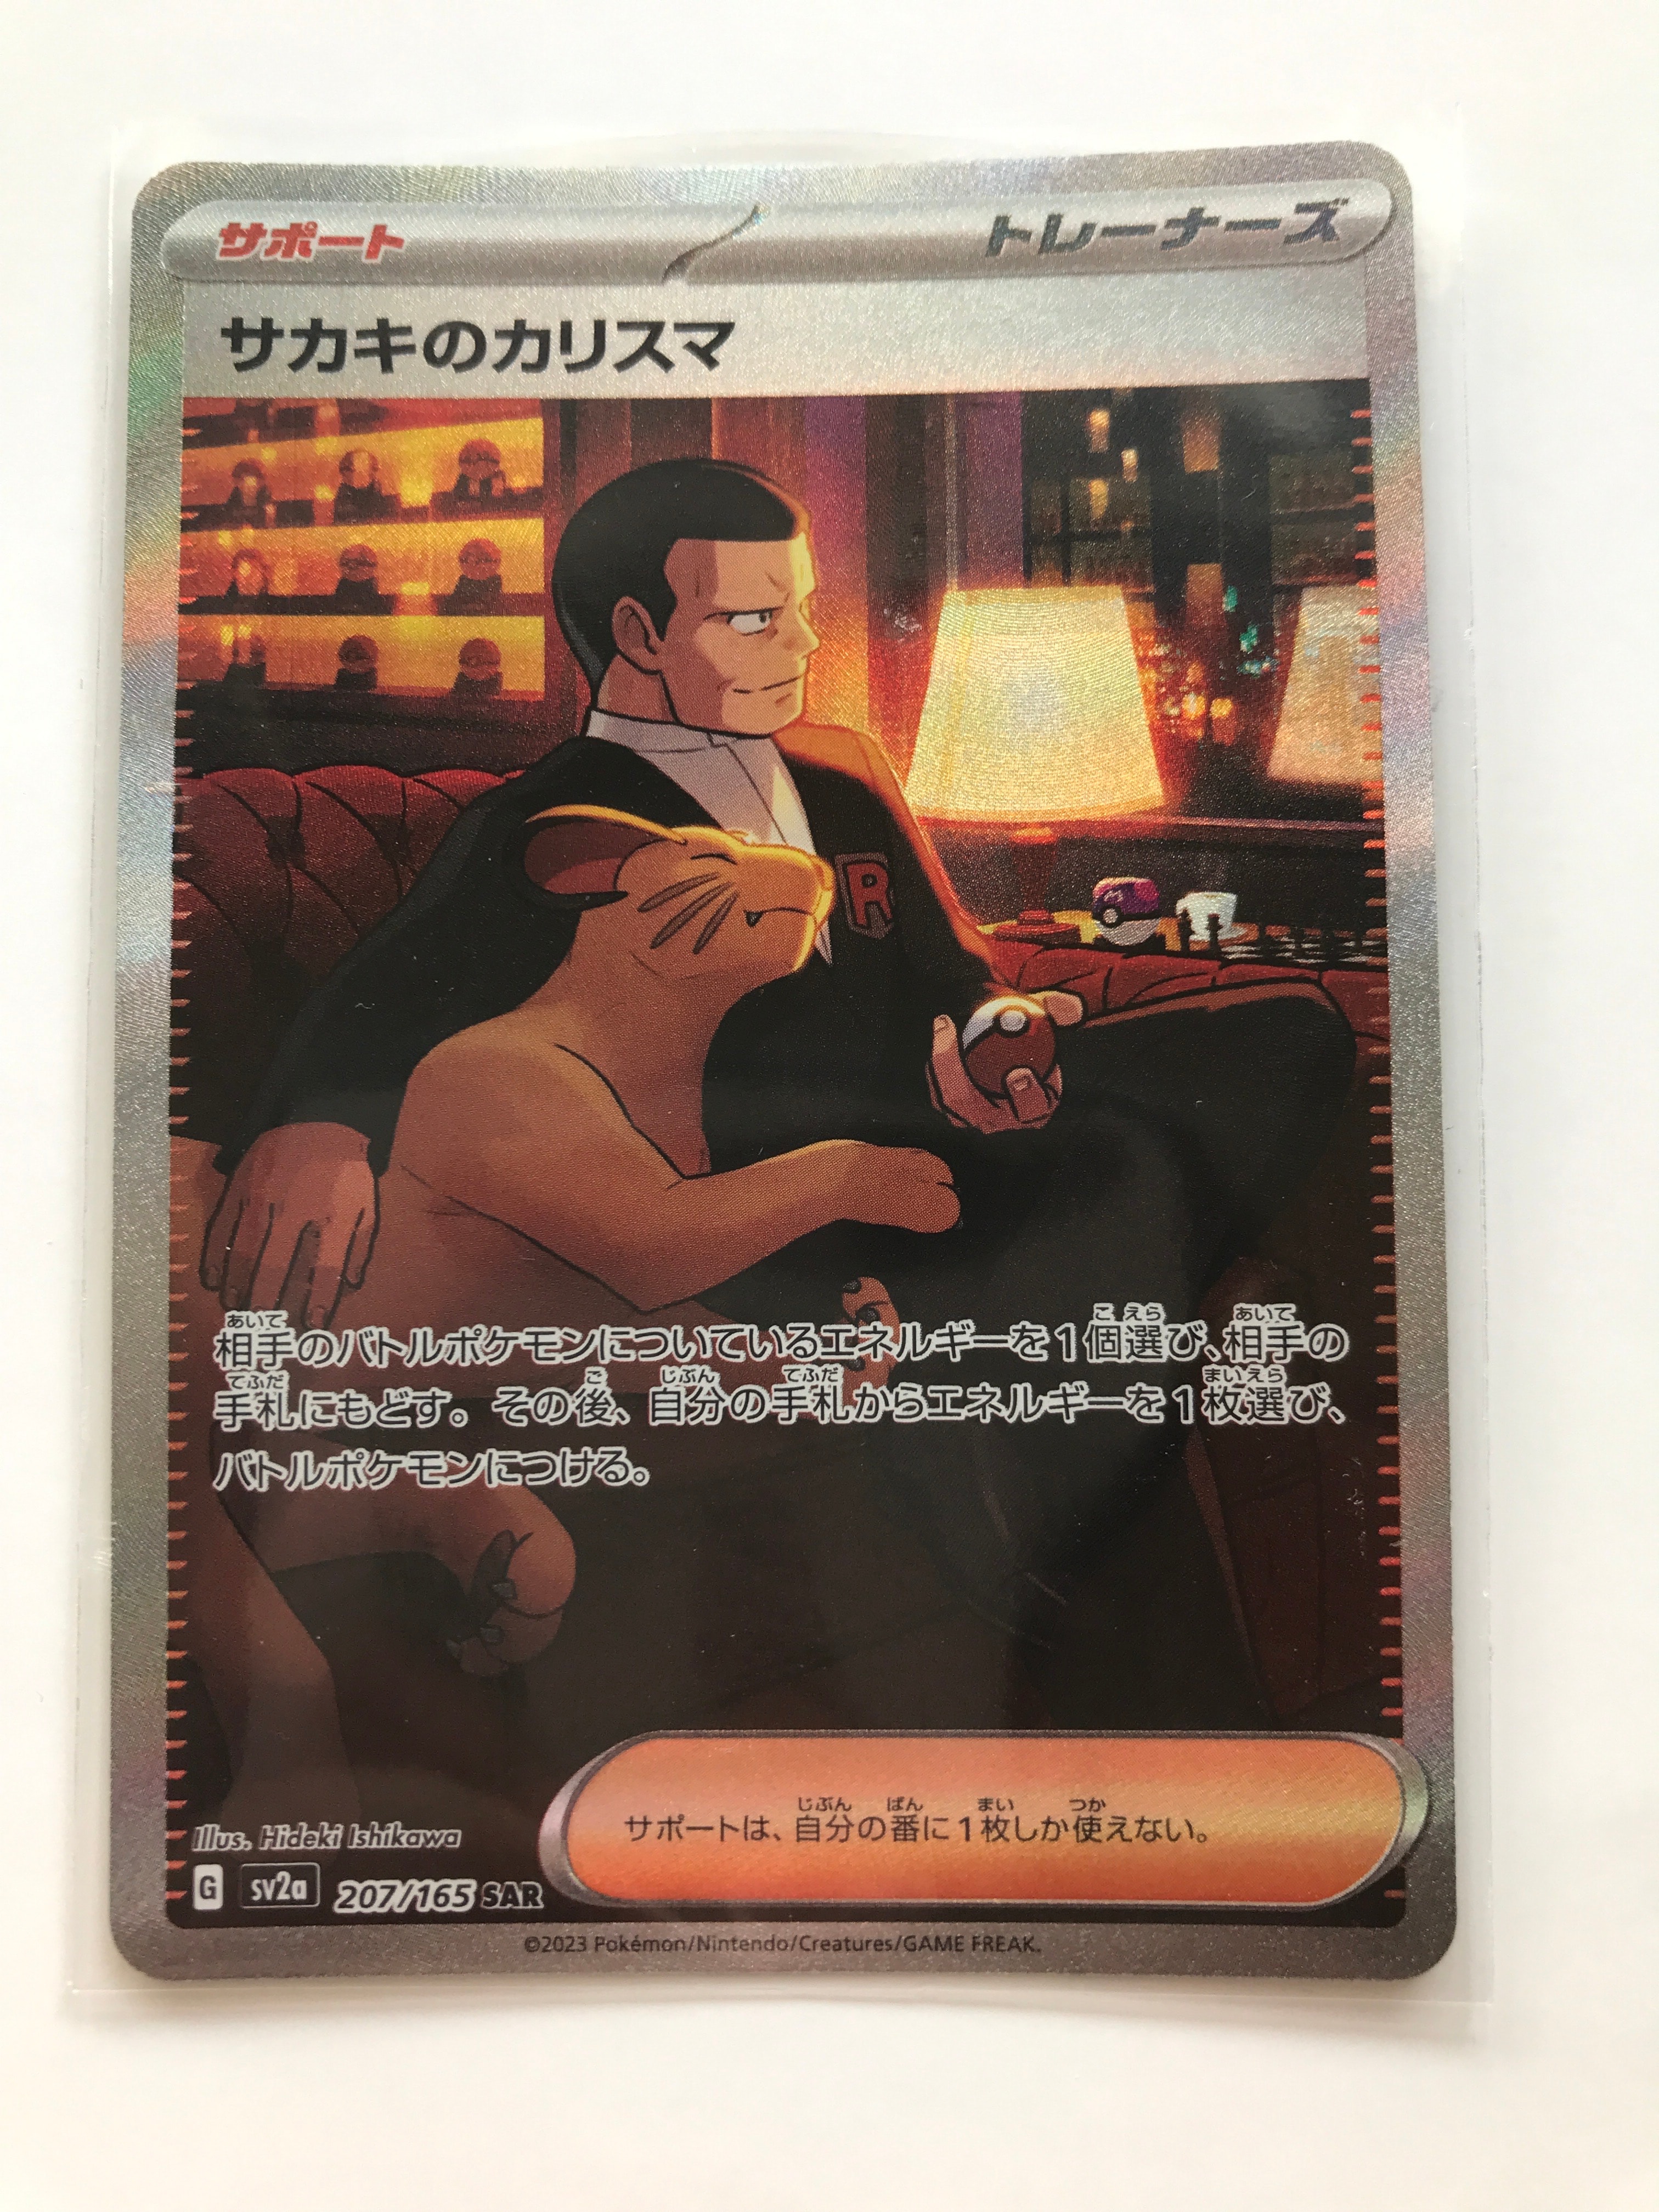 サポート トレーナーズ
サカキのカリスマ
R
相手のバトルポケモンについているエネルギーを1個選び、相手の
手札にもどす。その後、自分の手札からエネルギーを1枚選び、
バトルポケモンにつける。
サポートは、自分の番に1枚しか使えない。
Illus. Hideki Ishikawa
G sv2a 207/165 SAR
©2023 Pokémon/Nintendo/Creatures/GAME FREAK.